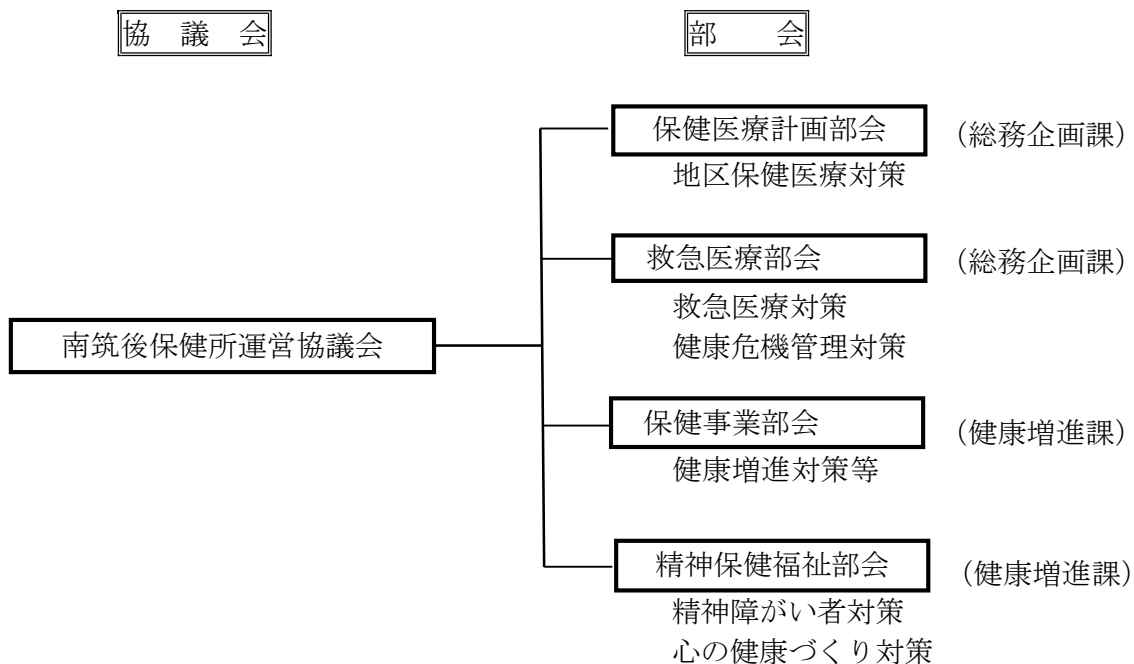 協　議　会
部　　会
保健医療計画部会
（総務企画課）
地区保健医療対策
救急医療部会
（総務企画課）
救急医療対策
健康危機管理対策
南筑後保健所運営協議会
保健事業部会
（健康増進課）
健康増進対策等
精神保健福祉部会
（健康増進課）
精神障がい者対策
心の健康づくり対策